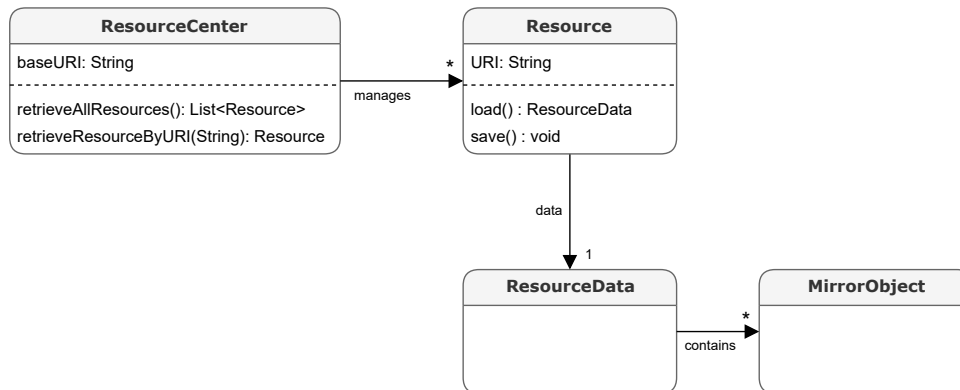 ResourceCenter
baseURI: String
retrieveAllResources(): List<Resource>
retrieveResourceByURI(String): Resource
*
manages
Resource
URI: String
load() : ResourceData
save() : void
data
1
ResourceData
*
contains
MirrorObject